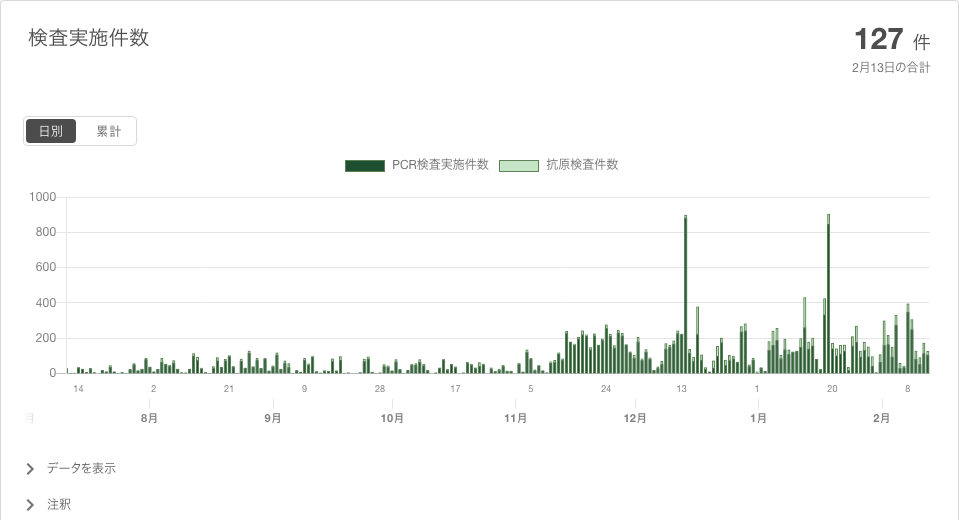 検査実施件数
127 件
2月13日の合計
日別 累計
PCR検査実施件数 抗原検査件数
1000
800
600
400
200
0
14 2 21 9 28 17 5 24 13 1 20 8
月 8月 9月 10月 11月 12月 1月 2月
データを表示
注釈